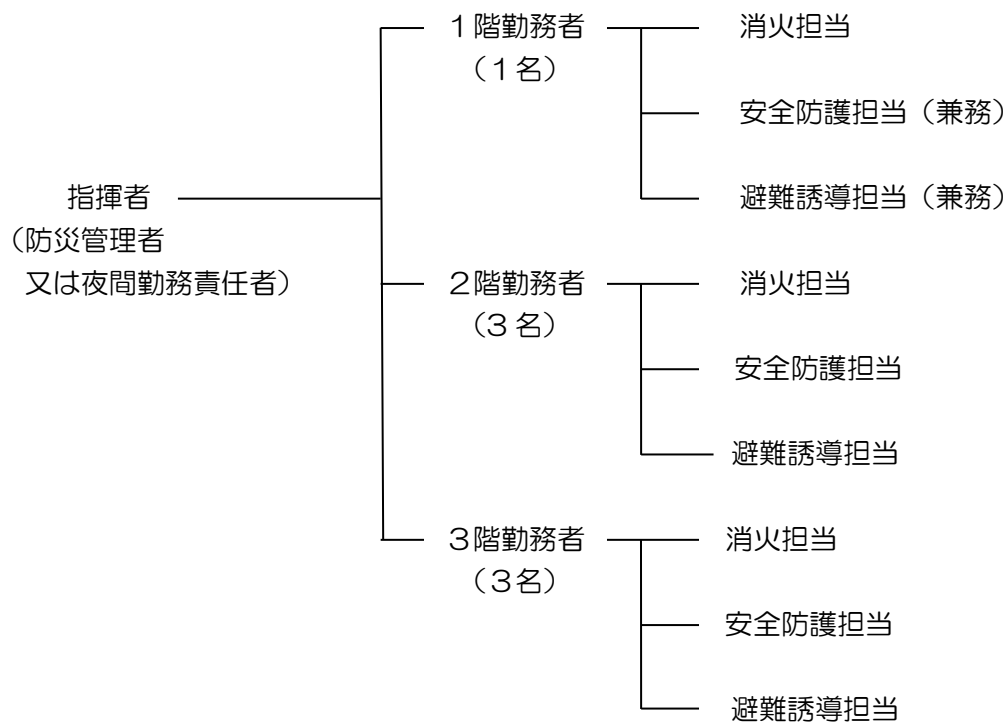 １階勤務者
（１名）
消火担当
安全防護担当（兼務）
避難誘導担当（兼務）
指揮者
（防災管理者
又は夜間勤務責任者）
２階勤務者
（３名）
消火担当
安全防護担当
避難誘導担当
３階勤務者
（３名）
消火担当
安全防護担当
避難誘導担当